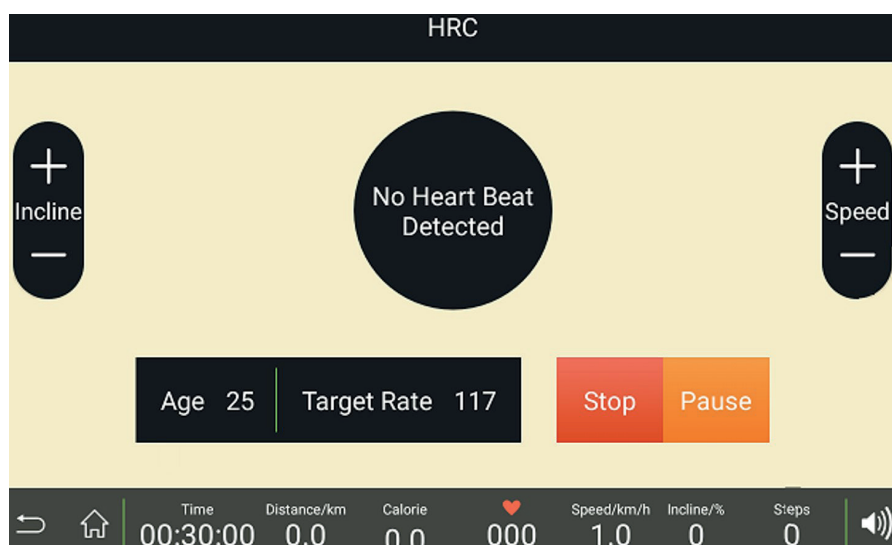 HRC
+
Incline
−
No Heart Beat
Detected
+
Speed
−
Age 25 Target Rate 117
Stop Pause
Time Distance/km Calorie Speed/km/h Incline/% Steps
00:30:00 0.0 0.0 000 1.0 0 0